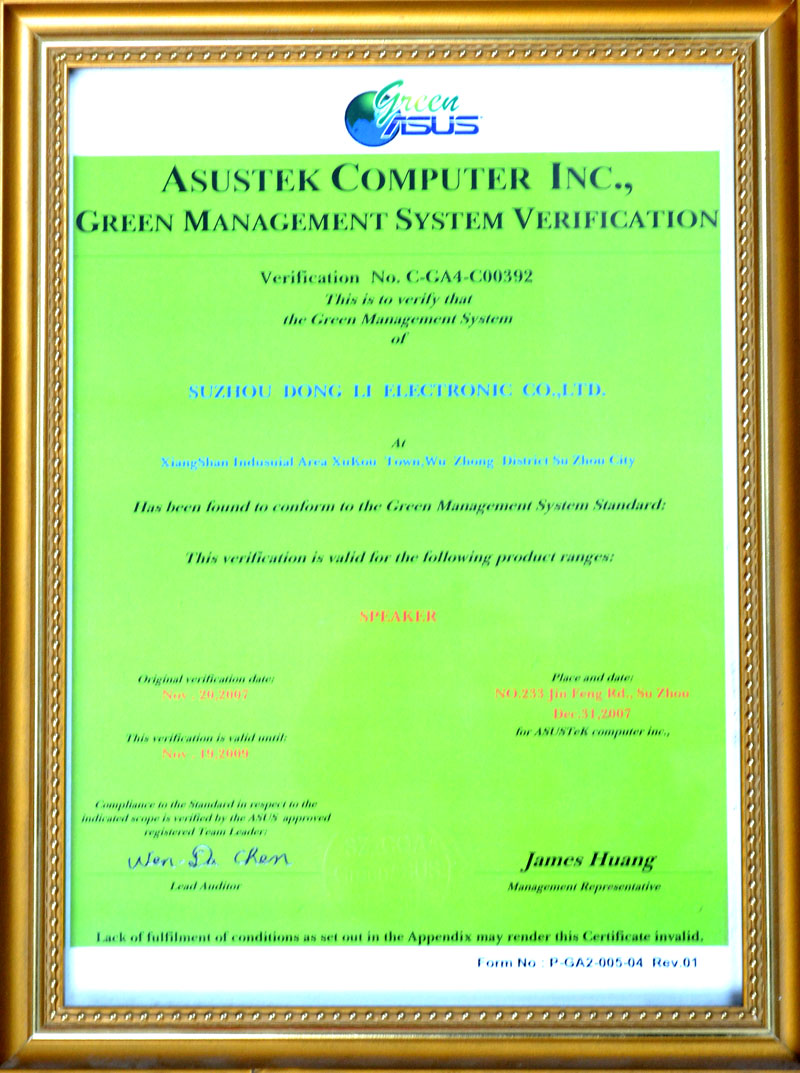 Green
ASUS
ASUSTEK COMPUTER INC.,
GREEN MANAGEMENT SYSTEM VERIFICATION
Verification No. C-GA4-C00392
This is to verify that
the Green Management System
of
SUZHOU DONG LI ELECTRONIC CO.,LTD.
At
XiangShan Indusuial Area XuKou Town,Wu Zhong District Su Zhou City
Has been found to conform to the Green Management System Standard:
This verification is valid for the following product ranges:
SPEAKER
Original verification date:
Nov . 20,2007
This verification is valid until:
Nov . 19,2009
Place and date:
NO.233 Jin Feng Rd., Su Zhou
Dec.31,2007
for ASUSTeK computer inc.,
Compliance to the Standard in respect to the
indicated scope is verified by the ASUS approved
registered Team Leader:
Wen-Di Chen
Lead Auditor
James Huang
Management Representative
Lack of fulfilment of conditions as set out in the Appendix may render this Certificate invalid.
Form No : P-GA2-005-04 Rev.01